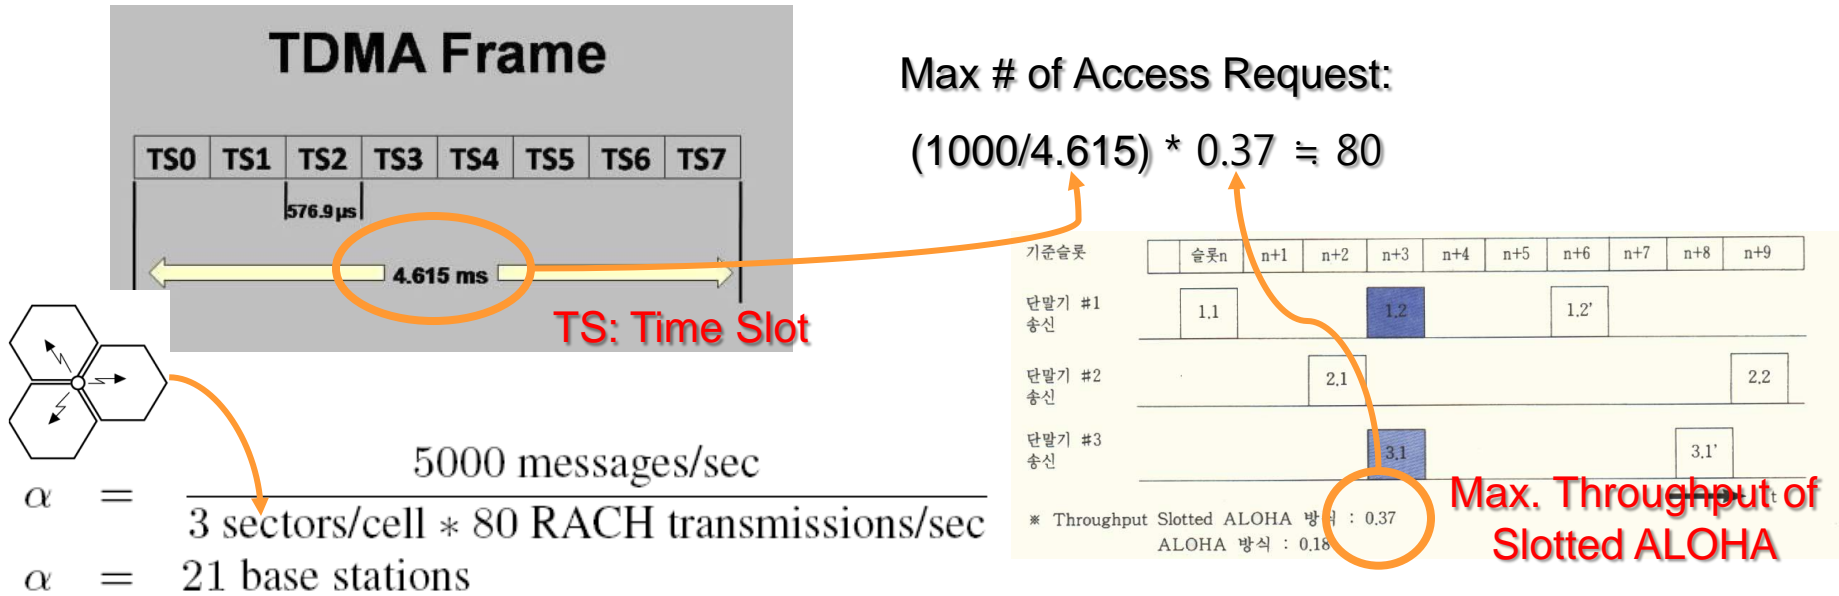 TDMA Frame
TS0 TS1 TS2 TS3 TS4 TS5 TS6 TS7
576.9 µs
4.615 ms
TS: Time Slot
Max # of Access Request:
(1000/4.615) * 0.37 ≒ 80
기준슬롯 슬롯n n+1 n+2 n+3 n+4 n+5 n+6 n+7 n+8 n+9
단말기 #1
송신
1.1 1.2 1.2'
단말기 #2
송신
2.1 2.2
단말기 #3
송신
3.1 3.1'
t
※ Throughput Slotted ALOHA 방식 : 0.37
ALOHA 방식 : 0.18
Max. Throughput of
Slotted ALOHA
5000 messages/sec
α =
3 sectors/cell * 80 RACH transmissions/sec
α = 21 base stations